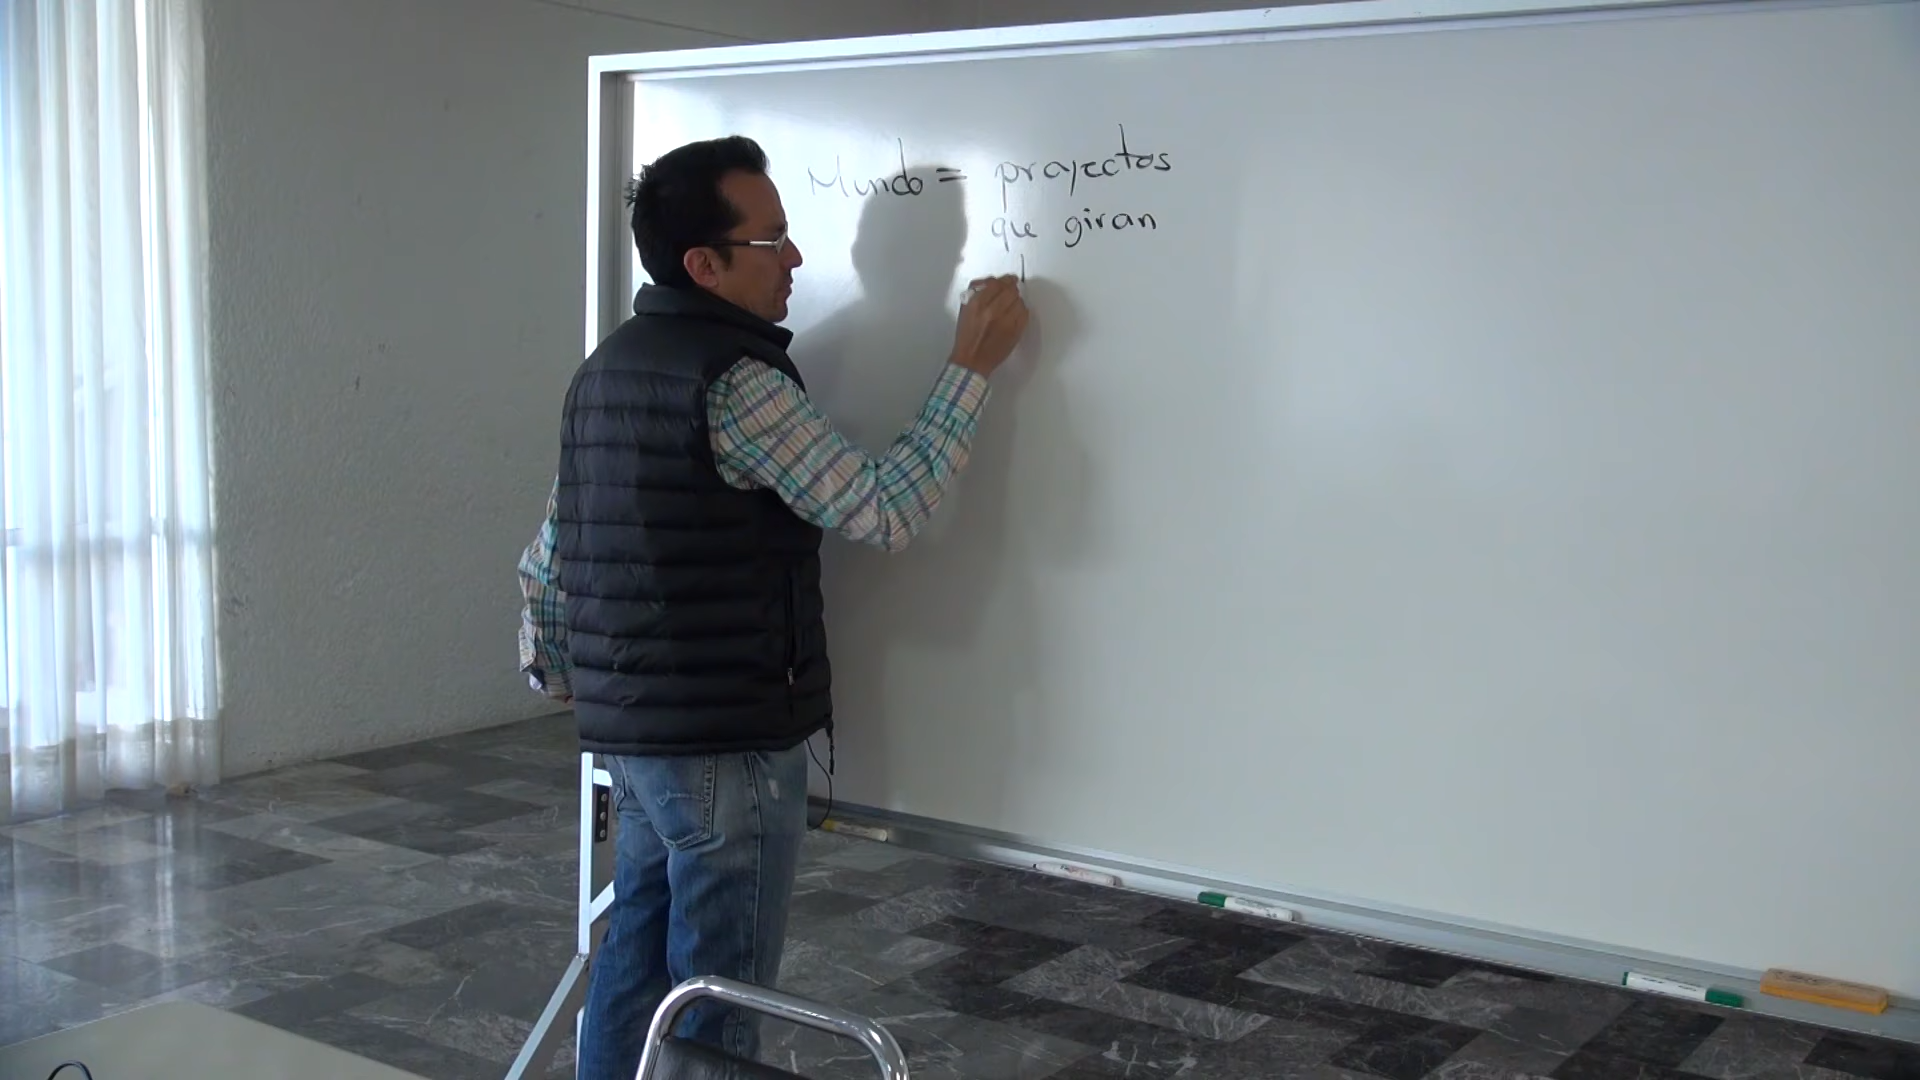 Mundo = proyectos
que giran